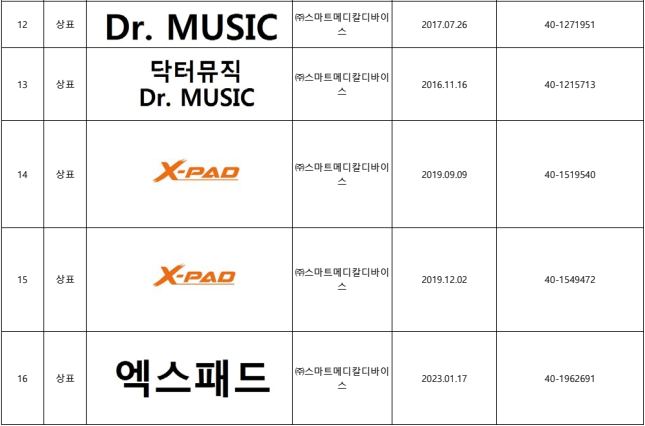 12 상표 Dr. MUSIC ㈜스마트메디칼디바이스 2017.07.26 40-1271951
13 상표 닥터뮤직 Dr. MUSIC ㈜스마트메디칼디바이스 2016.11.16 40-1215713
14 상표 X-PAD ㈜스마트메디칼디바이스 2019.09.09 40-1519540
15 상표 X-PAD ㈜스마트메디칼디바이스 2019.12.02 40-1549472
16 상표 엑스패드 ㈜스마트메디칼디바이스 2023.01.17 40-1962691